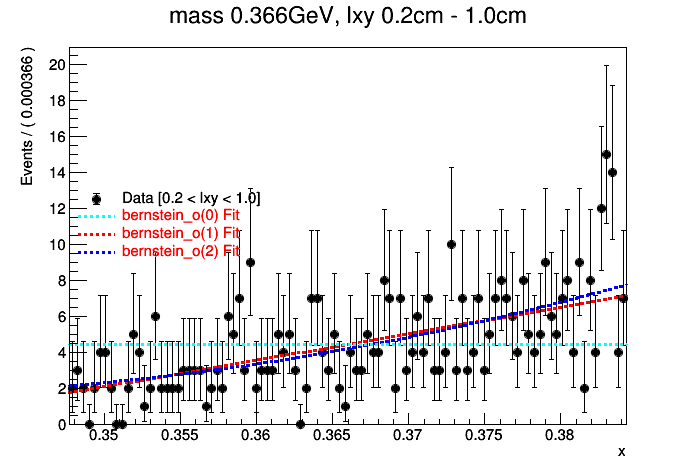 mass 0.366GeV, lxy 0.2cm - 1.0cm
Events / ( 0.000366 )
20
18
16
14
12
10
8
6
4
2
0
Data [0.2 < lxy < 1.0]
bernstein_o(0) Fit
bernstein_o(1) Fit
bernstein_o(2) Fit
0.35 0.355 0.36 0.365 0.37 0.375 0.38
x